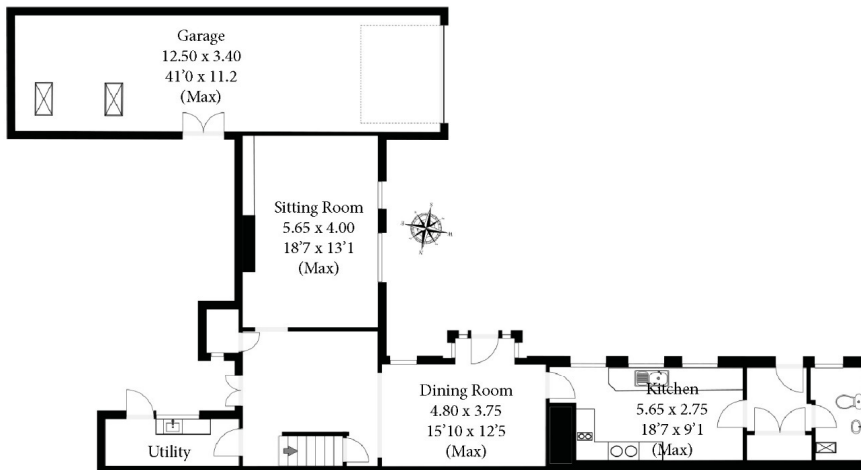 Garage
12.50 x 3.40
41'0 x 11.2
(Max)
Sitting Room
5.65 x 4.00
18'7 x 13'1
(Max)
Dining Room
4.80 x 3.75
15'10 x 12'5
(Max)
Kitchen
5.65 x 2.75
18'7 x 9'1
(Max)
Utility